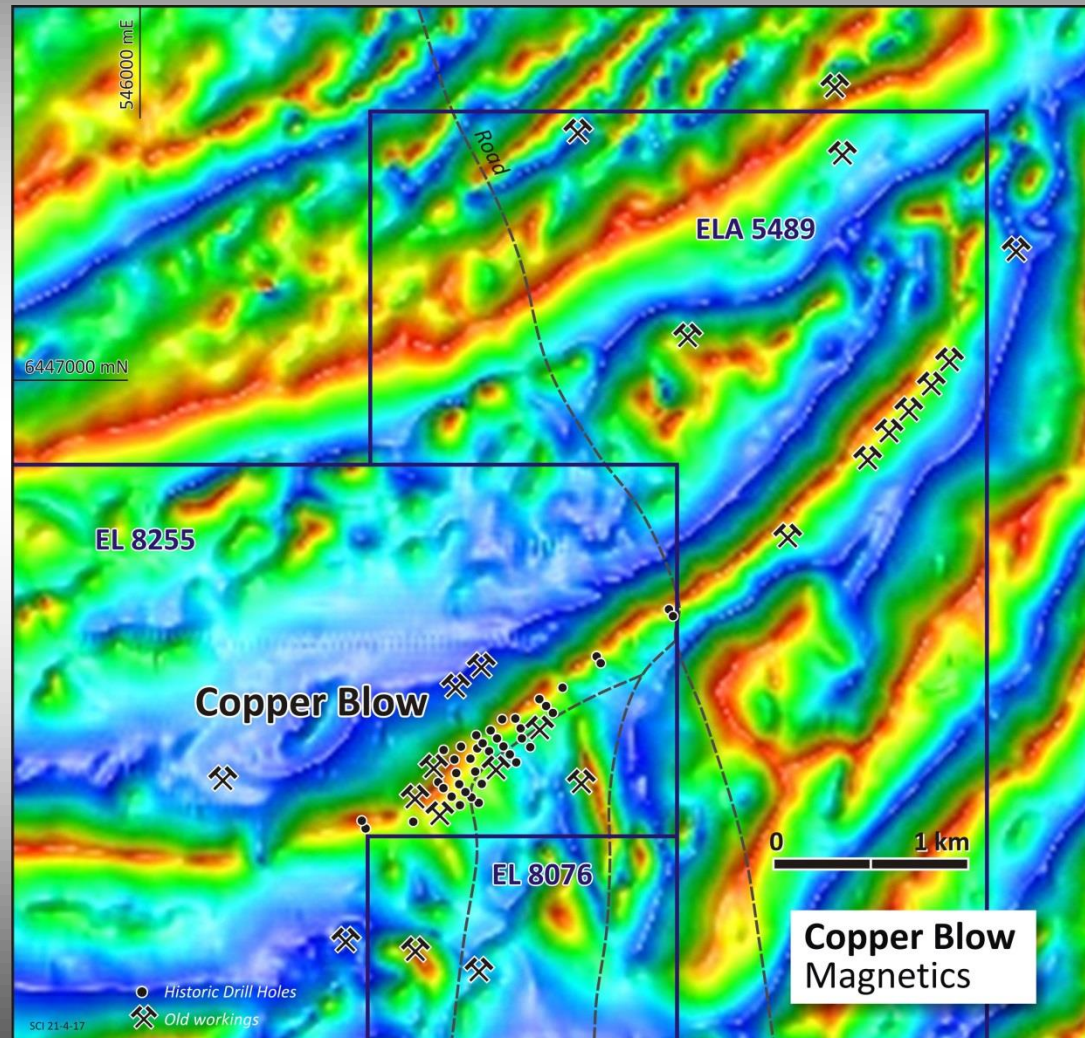 546000 mE
Road
ELA 5489
6447000 mN
EL 8255
Copper Blow
0 1 km
EL 8076
Copper Blow
Magnetics
Historic Drill Holes
Old workings
SCI 21-4-17